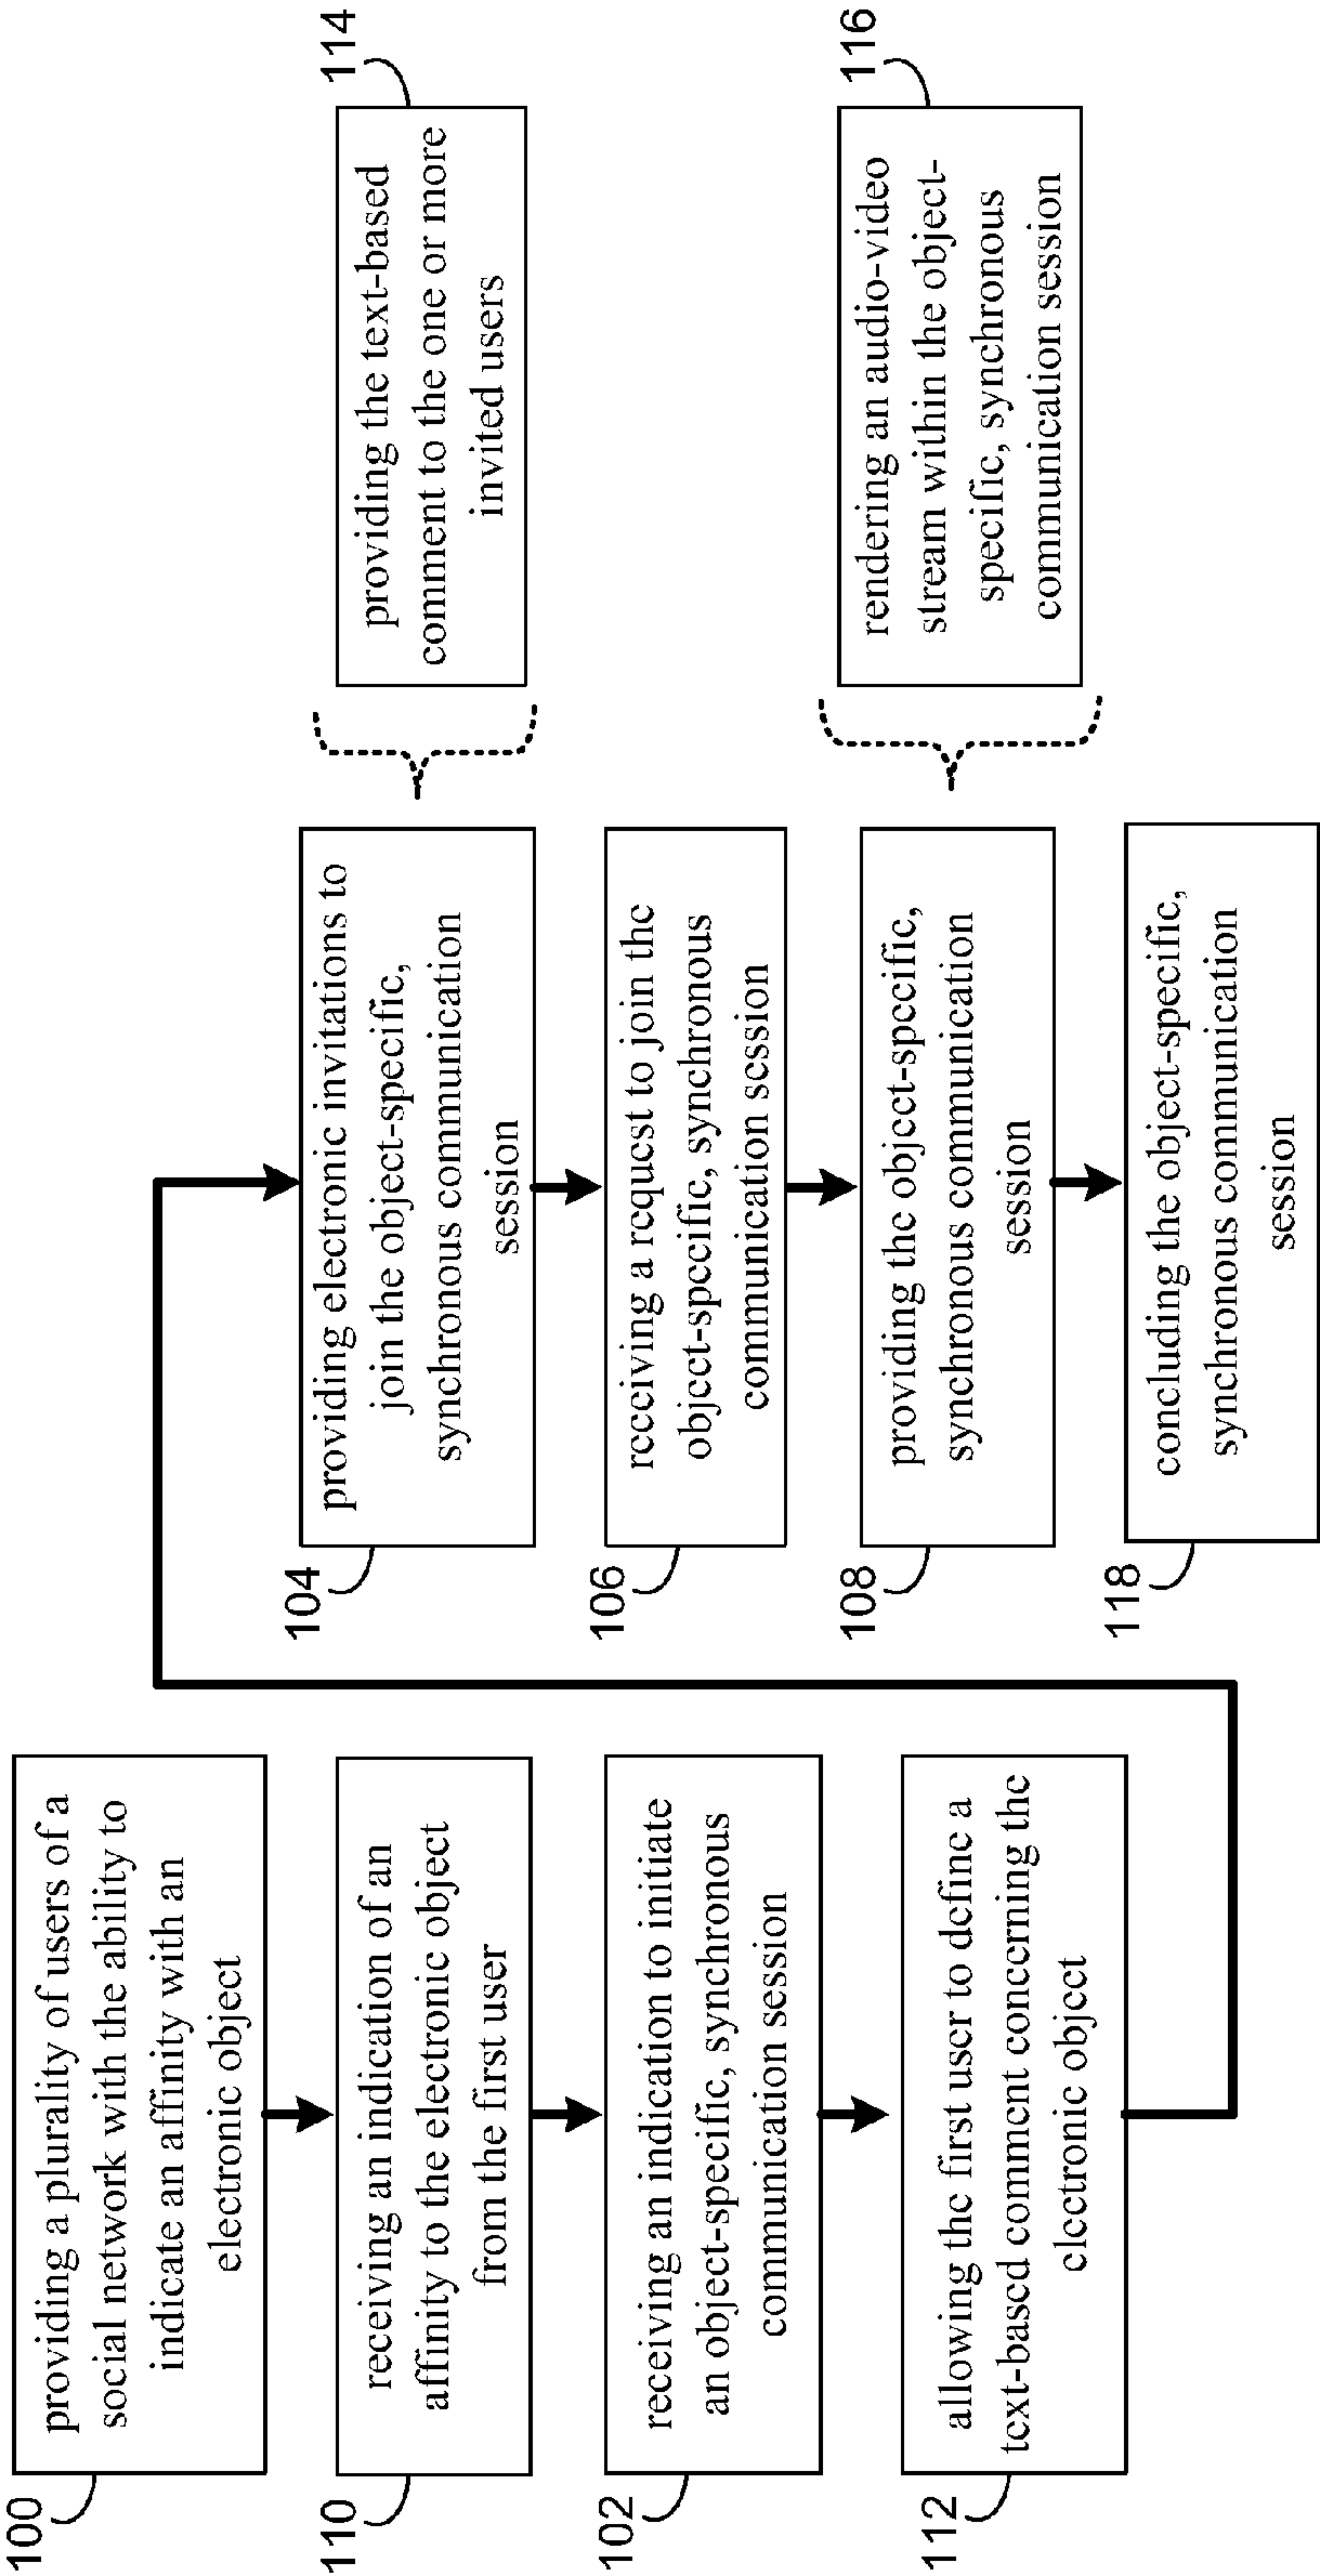 100
providing a plurality of users of a
social network with the ability to
indicate an affinity with an
electronic object
110
receiving an indication of an
affinity to the electronic object
from the first user
102
receiving an indication to initiate
an object-specific, synchronous
communication session
112
allowing the first user to define a
text-based comment concerning the
electronic object
104
providing electronic invitations to
join the object-specific,
synchronous communication
session
114
providing the text-based
comment to the one or more
invited users
106
receiving a request to join the
object-specific, synchronous
communication session
108
providing the object-specific,
synchronous communication
session
116
rendering an audio-video
stream within the object-
specific, synchronous
communication session
118
concluding the object-specific,
synchronous communication
session